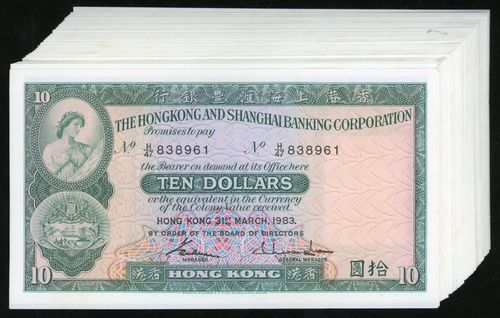 行銀豐滙海上港香
10
THE HONGKONG AND SHANGHAI BANKING CORPORATION
Promises to pay
No H/47 838961 No H/47 838961
the Bearer on demand at its Office here
TEN DOLLARS
or the equivalent in the Currency
of the Colony Value received.
HONG KONG 31ST MARCH, 1983.
BY ORDER OF THE BOARD OF DIRECTORS
MANAGER GENERAL MANAGER
10 港香 HONG KONG 港香 圓拾 10